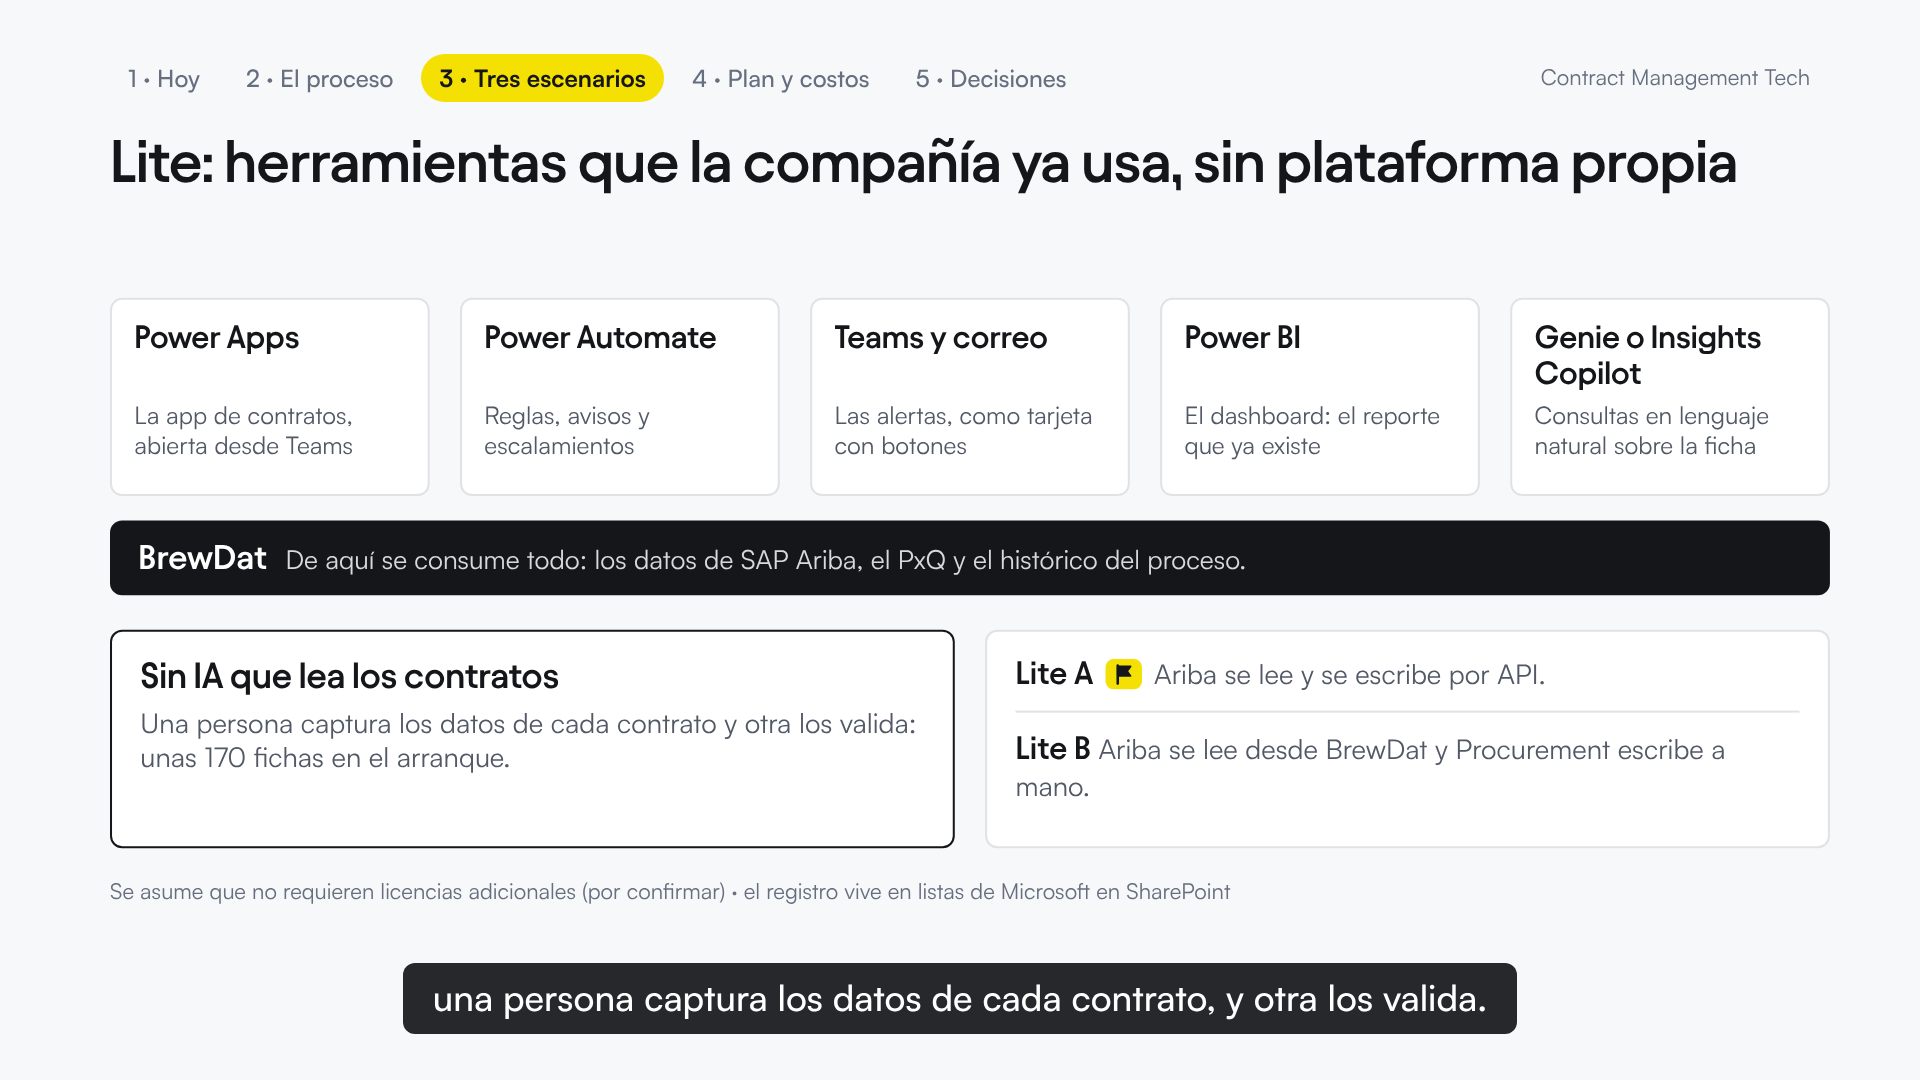 1 · Hoy
2 · El proceso
3 · Tres escenarios
4 · Plan y costos
5 · Decisiones
Contract Management Tech
Lite: herramientas que la compañía ya usa, sin plataforma propia
Power Apps
La app de contratos,
abierta desde Teams
Power Automate
Reglas, avisos y
escalamientos
Teams y correo
Las alertas, como tarjeta
con botones
Power BI
El dashboard: el reporte
que ya existe
Genie o Insights
Copilot
Consultas en lenguaje
natural sobre la ficha
BrewDat De aquí se consume todo: los datos de SAP Ariba, el PxQ y el histórico del proceso.
Sin IA que lea los contratos
Una persona captura los datos de cada contrato y otra los valida:
unas 170 fichas en el arranque.
Lite A Ariba se lee y se escribe por API.
Lite B Ariba se lee desde BrewDat y Procurement escribe a
mano.
Se asume que no requieren licencias adicionales (por confirmar) · el registro vive en listas de Microsoft en SharePoint
una persona captura los datos de cada contrato, y otra los valida.